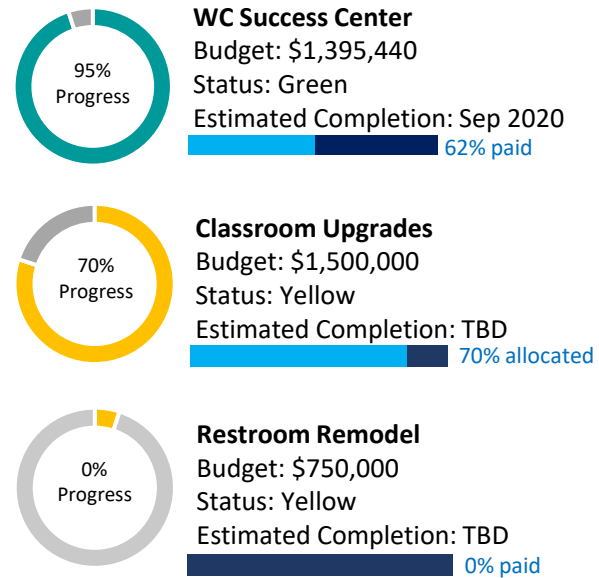 WC Success Center
95%
Progress
Budget: $1,395,440
Status: Green
Estimated Completion: Sep 2020
62% paid
Classroom Upgrades
70%
Progress
Budget: $1,500,000
Status: Yellow
Estimated Completion: TBD
70% allocated
Restroom Remodel
0%
Progress
Budget: $750,000
Status: Yellow
Estimated Completion: TBD
0% paid